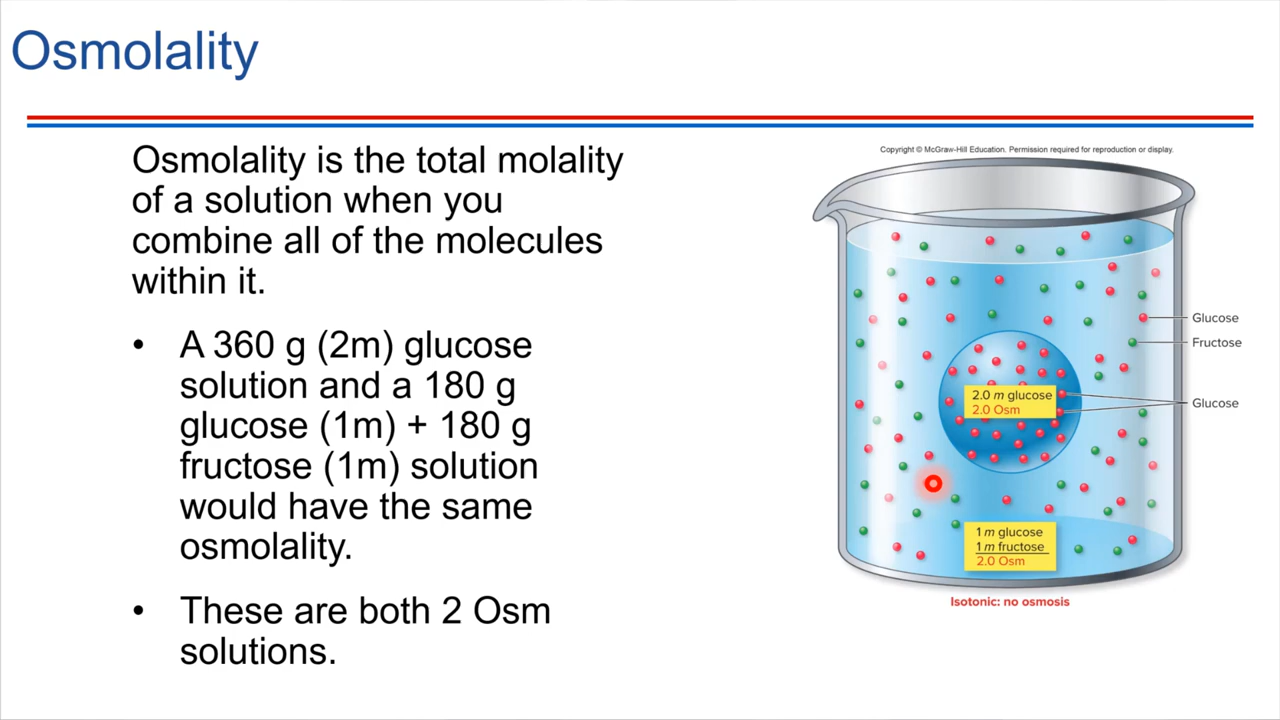 Osmolality
Osmolality is the total molality
of a solution when you
combine all of the molecules
within it.
• A 360 g (2m) glucose
solution and a 180 g
glucose (1m) + 180 g
fructose (1m) solution
would have the same
osmolality.
• These are both 2 Osm
solutions.
Copyright © McGraw-Hill Education. Permission required for reproduction or display.
Glucose
Fructose
2.0 m glucose
2.0 Osm
Glucose
1 m glucose
1 m fructose
2.0 Osm
Isotonic: no osmosis